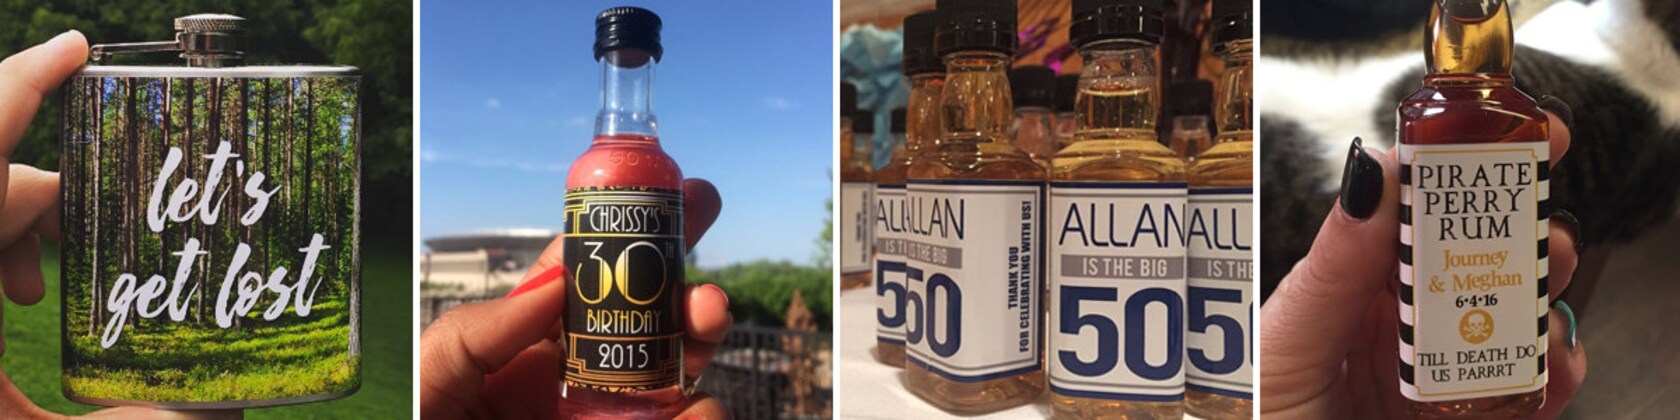 let's
get lost
50
CHRISSY'S
30TH
BIRTHDAY
2015
ALLAN
IS THE BIG
50
THANK YOU
FOR CELEBRATING WITH US!
ALLAN
IS THE BIG
50
PIRATE
PERRY
RUM
Journey
& Meghan
6•4•16
TILL DEATH DO
US PARRRT